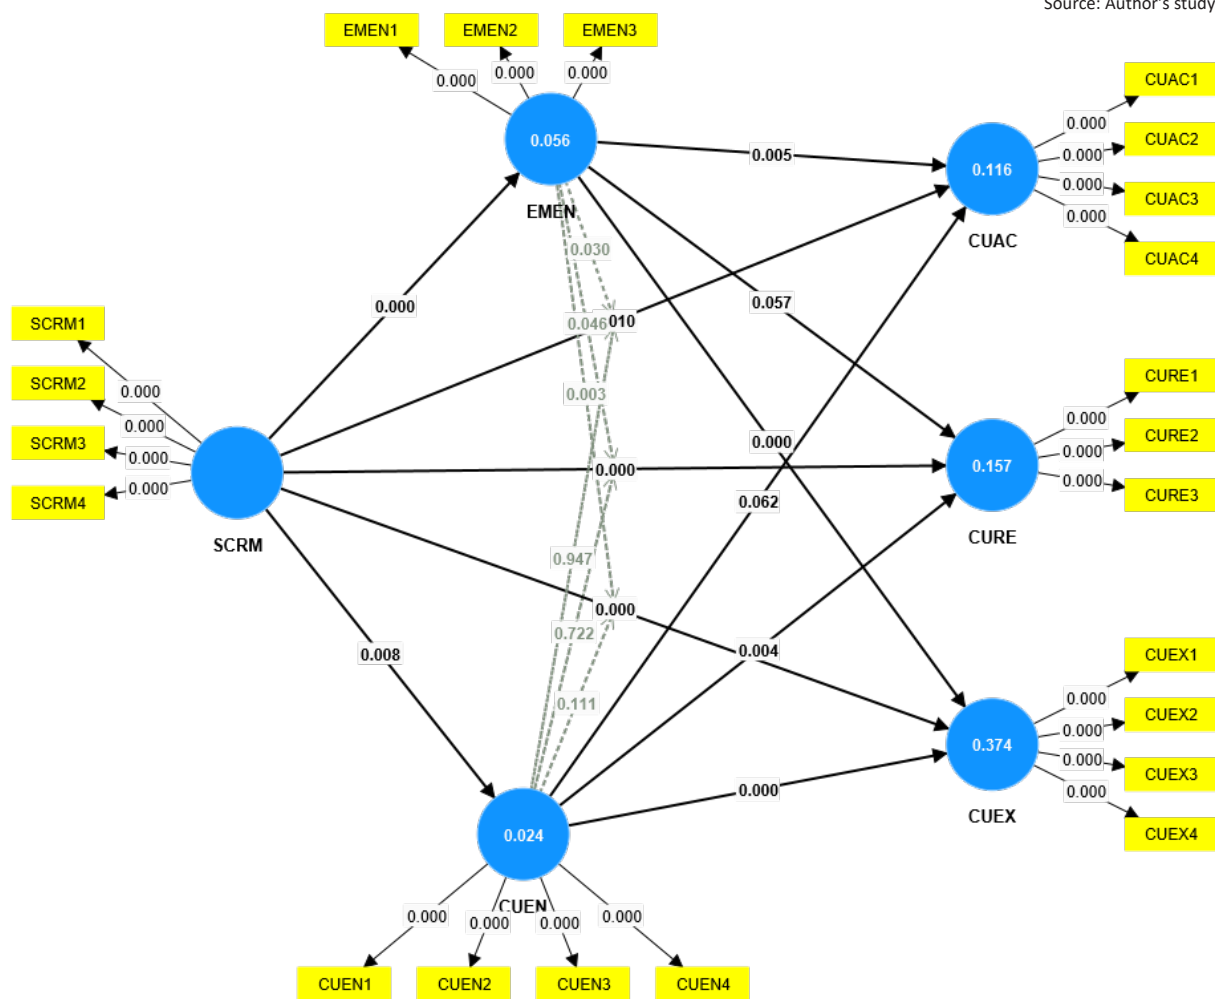 Source: Author's study
EMEN1
EMEN2
EMEN3
0.000
0.000
0.000
0.056
EMEN
CUAC1
CUAC2
CUAC3
CUAC4
0.000
0.000
0.000
0.000
0.116
CUAC
0.005
0.030
0.046
010
0.057
0.000
0.003
SCRM1
SCRM2
SCRM3
SCRM4
0.000
0.000
0.000
0.000
SCRM
0.000
0.000
0.062
CURE1
CURE2
CURE3
0.000
0.000
0.000
0.157
CURE
0.947
0.000
0.722
0.008
0.004
0.111
0.000
CUEX1
CUEX2
CUEX3
CUEX4
0.000
0.000
0.000
0.000
0.374
CUEX
0.024
CUEN
0.000
0.000
0.000
0.000
CUEN1
CUEN2
CUEN3
CUEN4